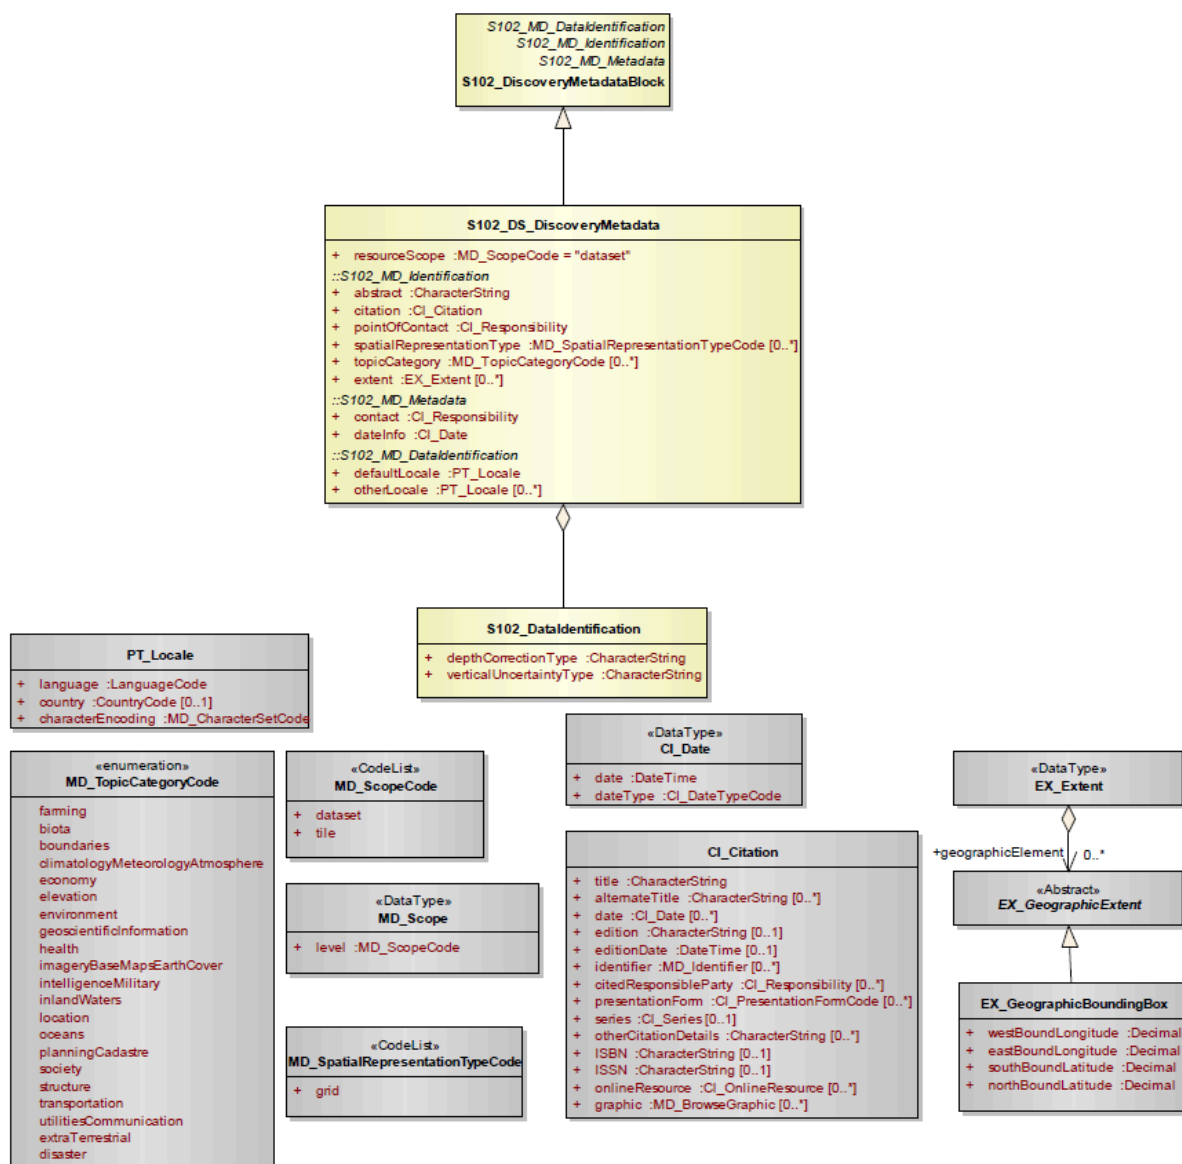 S102_MD_DataIdentification
S102_MD_Identification
S102_MD_Metadata
S102_DiscoveryMetadataBlock
S102_DS_DiscoveryMetadata
+ resourceScope :MD_ScopeCode = "dataset"
::S102_MD_Identification
+ abstract :CharacterString
+ citation :CI_Citation
+ pointOfContact :CI_Responsibility
+ spatialRepresentationType :MD_SpatialRepresentationTypeCode [0..*]
+ topicCategory :MD_TopicCategoryCode [0..*]
+ extent :EX_Extent [0..*]
::S102_MD_Metadata
+ contact :CI_Responsibility
+ dateInfo :CI_Date
::S102_MD_DataIdentification
+ defaultLocale :PT_Locale
+ otherLocale :PT_Locale [0..*]
S102_DataIdentification
+ depthCorrectionType :CharacterString
+ verticalUncertaintyType :CharacterString
PT_Locale
+ language :LanguageCode
+ country :CountryCode [0..1]
+ characterEncoding :MD_CharacterSetCode
«enumeration»
MD_TopicCategoryCode
farming
biota
boundaries
climatologyMeteorologyAtmosphere
economy
elevation
environment
geoscientificInformation
health
imageryBaseMapsEarthCover
intelligenceMilitary
inlandWaters
location
oceans
planningCadastre
society
structure
transportation
utilitiesCommunication
extraTerrestrial
disaster
«CodeList»
MD_ScopeCode
+ dataset
+ tile
«DataType»
MD_Scope
+ level :MD_ScopeCode
«CodeList»
MD_SpatialRepresentationTypeCode
+ grid
«DataType»
CI_Date
+ date :DateTime
+ dateType :CI_DateTypeCode
CI_Citation
+ title :CharacterString
+ alternateTitle :CharacterString [0..*]
+ date :CI_Date [0..*]
+ edition :CharacterString [0..1]
+ editionDate :DateTime [0..1]
+ identifier :MD_Identifier [0..*]
+ citedResponsibleParty :CI_Responsibility [0..*]
+ presentationForm :CI_PresentationFormCode [0..*]
+ series :CI_Series [0..1]
+ otherCitationDetails :CharacterString [0..*]
+ ISBN :CharacterString [0..1]
+ ISSN :CharacterString [0..1]
+ onlineResource :CI_OnlineResource [0..*]
+ graphic :MD_BrowseGraphic [0..*]
«DataType»
EX_Extent
+geographicElement 0..*
«Abstract»
EX_GeographicExtent
EX_GeographicBoundingBox
+ westBoundLongitude :Decimal
+ eastBoundLongitude :Decimal
+ southBoundLatitude :Decimal
+ northBoundLatitude :Decimal